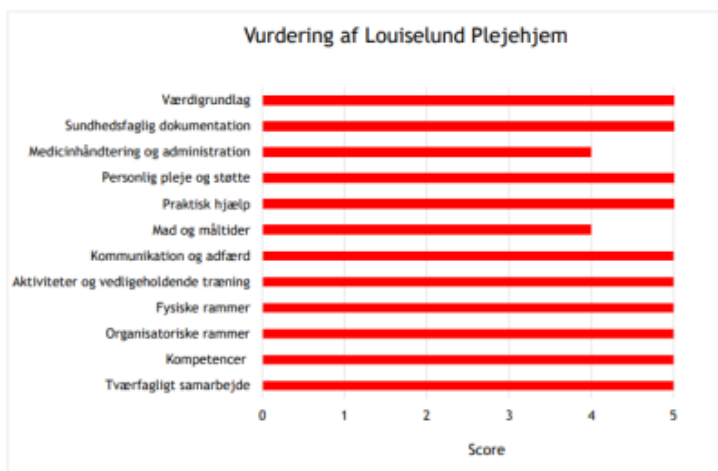 Vurdering af Louiselund Plejehjem
Værdigrundlag
Sundhedsfaglig dokumentation
Medicinhåndtering og administration
Personlig pleje og støtte
Praktisk hjælp
Mad og måltider
Kommunikation og adfærd
Aktiviteter og vedligeholdende træning
Fysiske rammer
Organisatoriske rammer
Kompetencer
Tværfagligt samarbejde
0 1 2 3 4 5
Score